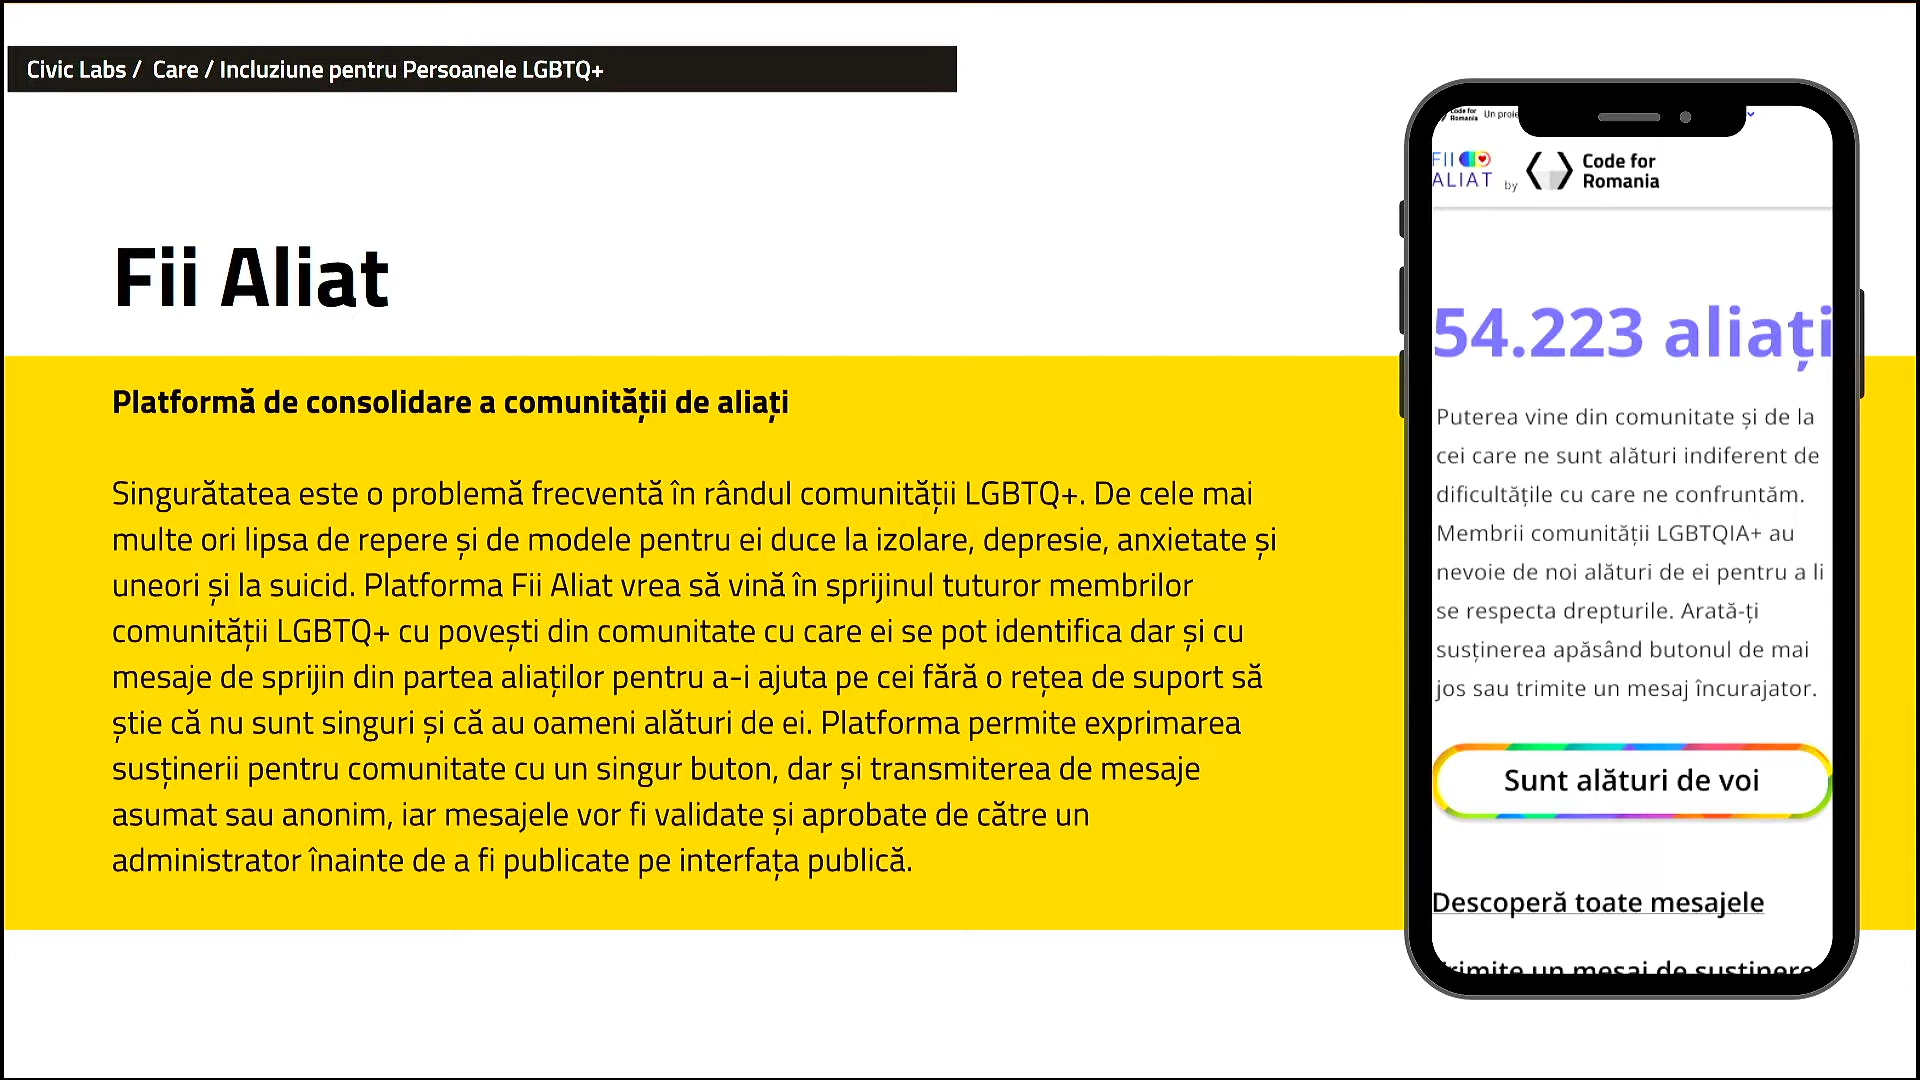 Civic Labs / Care / Incluziune pentru Persoanele LGBTQ+
Fii Aliat
Platformă de consolidare a comunității de aliați
Singurătatea este o problemă frecventă în rândul comunității LGBTQ+. De cele mai
multe ori lipsa de repere și de modele pentru ei duce la izolare, depresie, anxietate și
uneori și la suicid. Platforma Fii Aliat vrea să vină în sprijinul tuturor membrilor
comunității LGBTQ+ cu povești din comunitate cu care ei se pot identifica dar și cu
mesaje de sprijin din partea aliaților pentru a-i ajuta pe cei fără o rețea de suport să
știe că nu sunt singuri și că au oameni alături de ei. Platforma permite exprimarea
susținerii pentru comunitate cu un singur buton, dar și transmiterea de mesaje
asumat sau anonim, iar mesajele vor fi validate și aprobate de către un
administrator înainte de a fi publicate pe interfața publică.
Code for
Romania
Un proie
FII
ALIAT by
Code for
Romania
54.223 aliați
Puterea vine din comunitate și de la
cei care ne sunt alături indiferent de
dificultățile cu care ne confruntăm.
Membrii comunității LGBTQIA+ au
nevoie de noi alături de ei pentru a li
se respecta drepturile. Arată-ți
susținerea apăsând butonul de mai
jos sau trimite un mesaj încurajator.
Sunt alături de voi
Descoperă toate mesajele
Trimite un mesaj de susținere